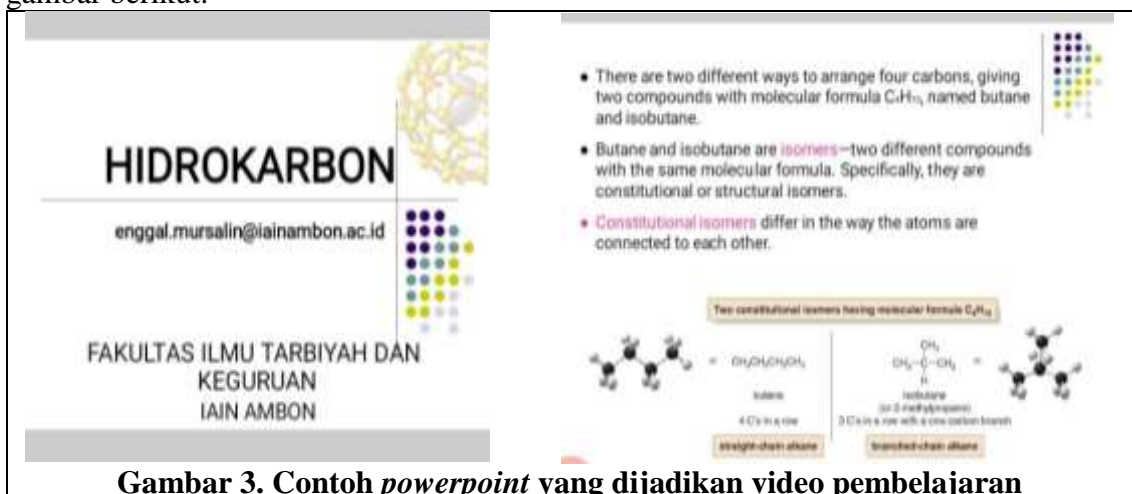 gambar berikut:
HIDROKARBON
enggal.mursalin@iainambon.ac.id
FAKULTAS ILMU TARBIYAH DAN
KEGURUAN
IAIN AMBON
• There are two different ways to arrange four carbons, giving
two compounds with molecular formula C₄H₁₀, named butane
and isobutane.
• Butane and isobutane are isomers—two different compounds
with the same molecular formula. Specifically, they are
constitutional or structural isomers.
• Constitutional isomers differ in the way the atoms are
connected to each other.
Two constitutional isomers having molecular formula C₄H₁₀
= CH₃CH₂CH₂CH₃
butane
4 C's in a row
straight-chain alkane
CH₃
CH₃–C–CH₃ =
H
isobutane
(or 2-methylpropane)
3 C's in a row with a one-carbon branch
branched-chain alkane
Gambar 3. Contoh powerpoint yang dijadikan video pembelajaran